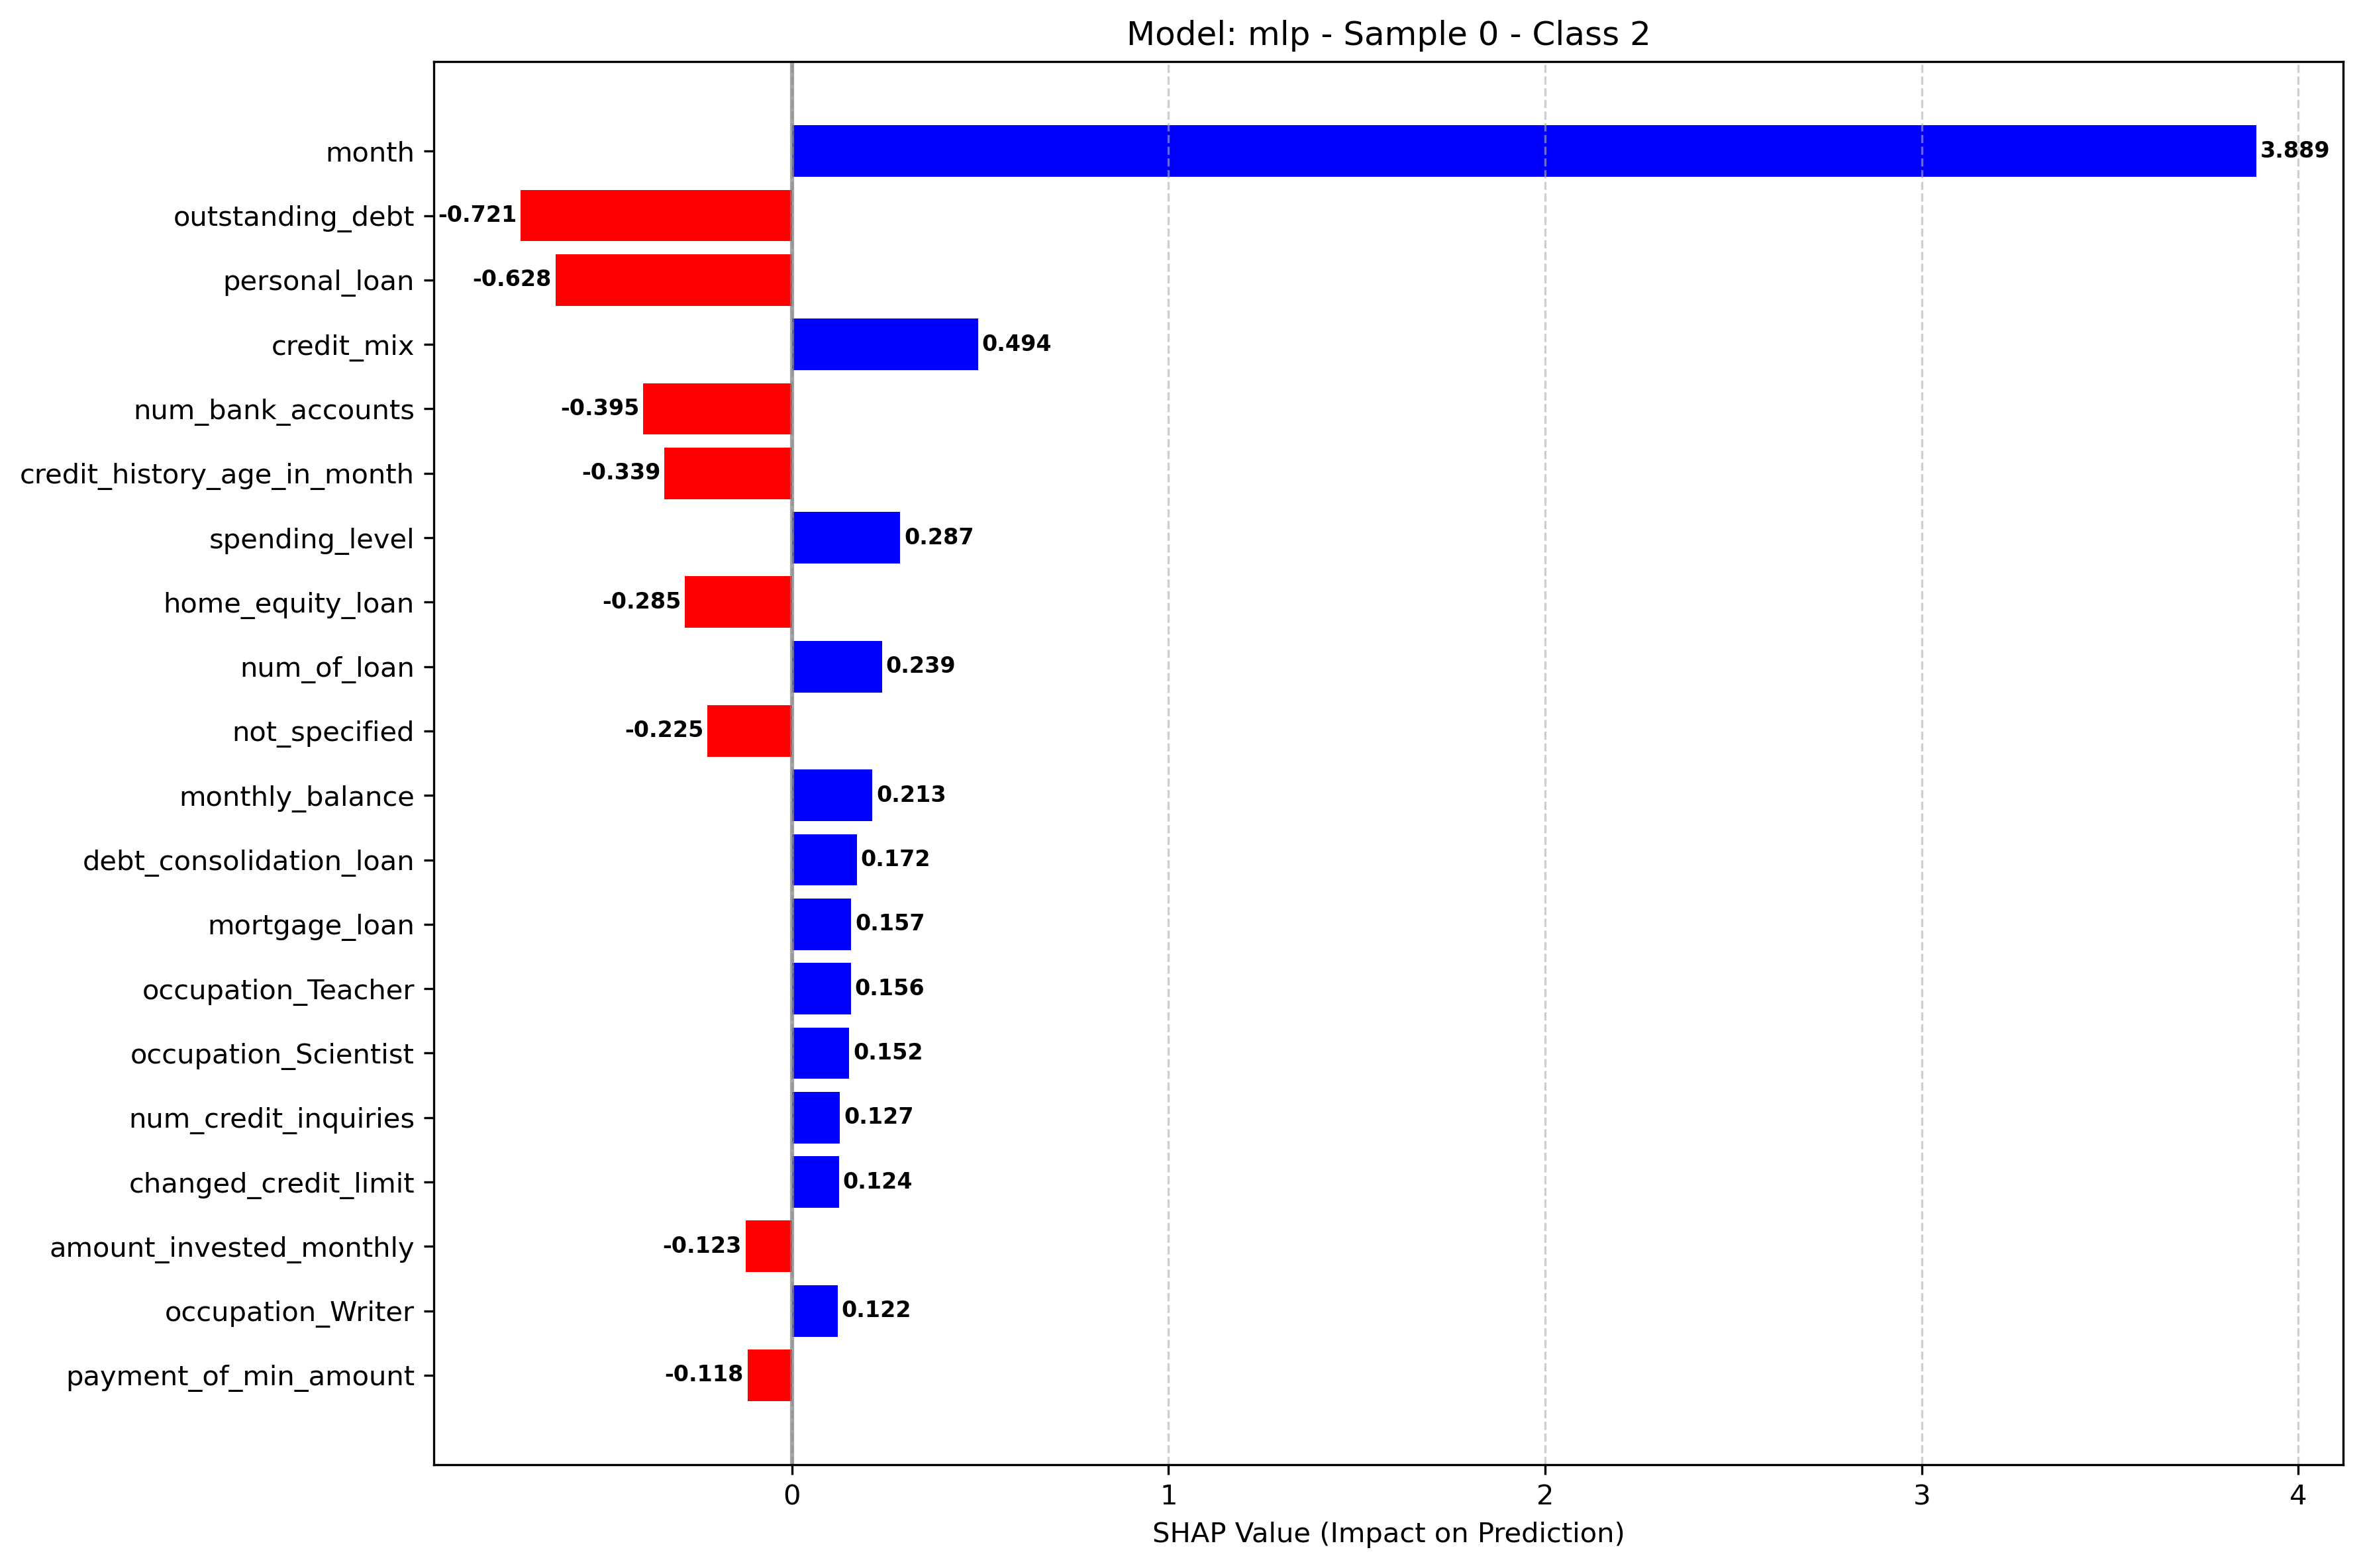 Model: mlp - Sample 0 - Class 2
month 3.889
outstanding_debt -0.721
personal_loan -0.628
credit_mix 0.494
num_bank_accounts -0.395
credit_history_age_in_month -0.339
spending_level 0.287
home_equity_loan -0.285
num_of_loan 0.239
not_specified -0.225
monthly_balance 0.213
debt_consolidation_loan 0.172
mortgage_loan 0.157
occupation_Teacher 0.156
occupation_Scientist 0.152
num_credit_inquiries 0.127
changed_credit_limit 0.124
amount_invested_monthly -0.123
occupation_Writer 0.122
payment_of_min_amount -0.118
0 1 2 3 4
SHAP Value (Impact on Prediction)